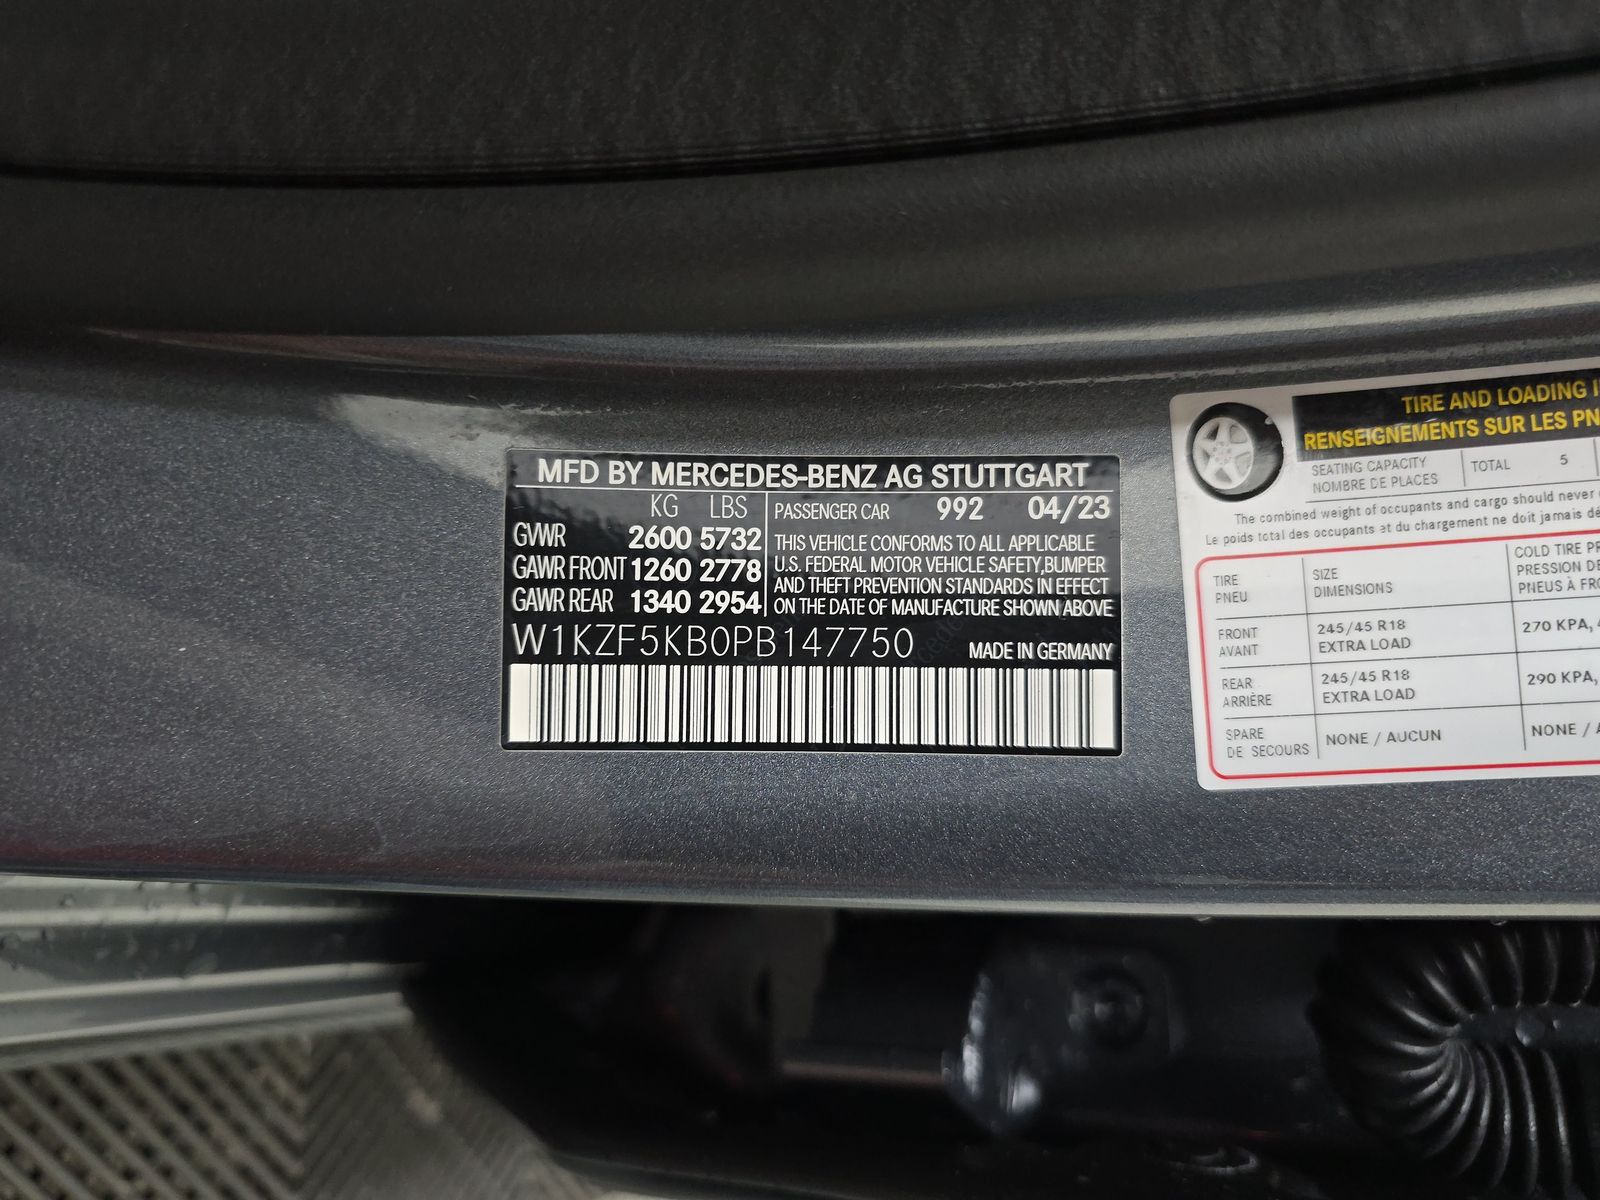 MFD BY MERCEDES-BENZ AG STUTTGART
KG LBS
GVWR 2600 5732
GAWR FRONT 1260 2778
GAWR REAR 1340 2954
PASSENGER CAR 992 04/23
THIS VEHICLE CONFORMS TO ALL APPLICABLE
U.S. FEDERAL MOTOR VEHICLE SAFETY,BUMPER
AND THEFT PREVENTION STANDARDS IN EFFECT
ON THE DATE OF MANUFACTURE SHOWN ABOVE
W1KZF5KB0PB147750
MADE IN GERMANY
TIRE AND LOADING
RENSEIGNEMENTS SUR LES
SEATING CAPACITY
NOMBRE DE PLACES
TOTAL 5
The combined weight of occupants and cargo should never
Le poids total des occupants et du chargement ne doit jamais
TIRE
PNEU
SIZE
DIMENSIONS
COLD TIRE
PRESSION
PNEUS À
FRONT
AVANT
245/45 R18
EXTRA LOAD
270 KPA,
REAR
ARRIÈRE
245/45 R18
EXTRA LOAD
290 KPA,
SPARE
DE SECOURS
NONE / AUCUN
NONE /